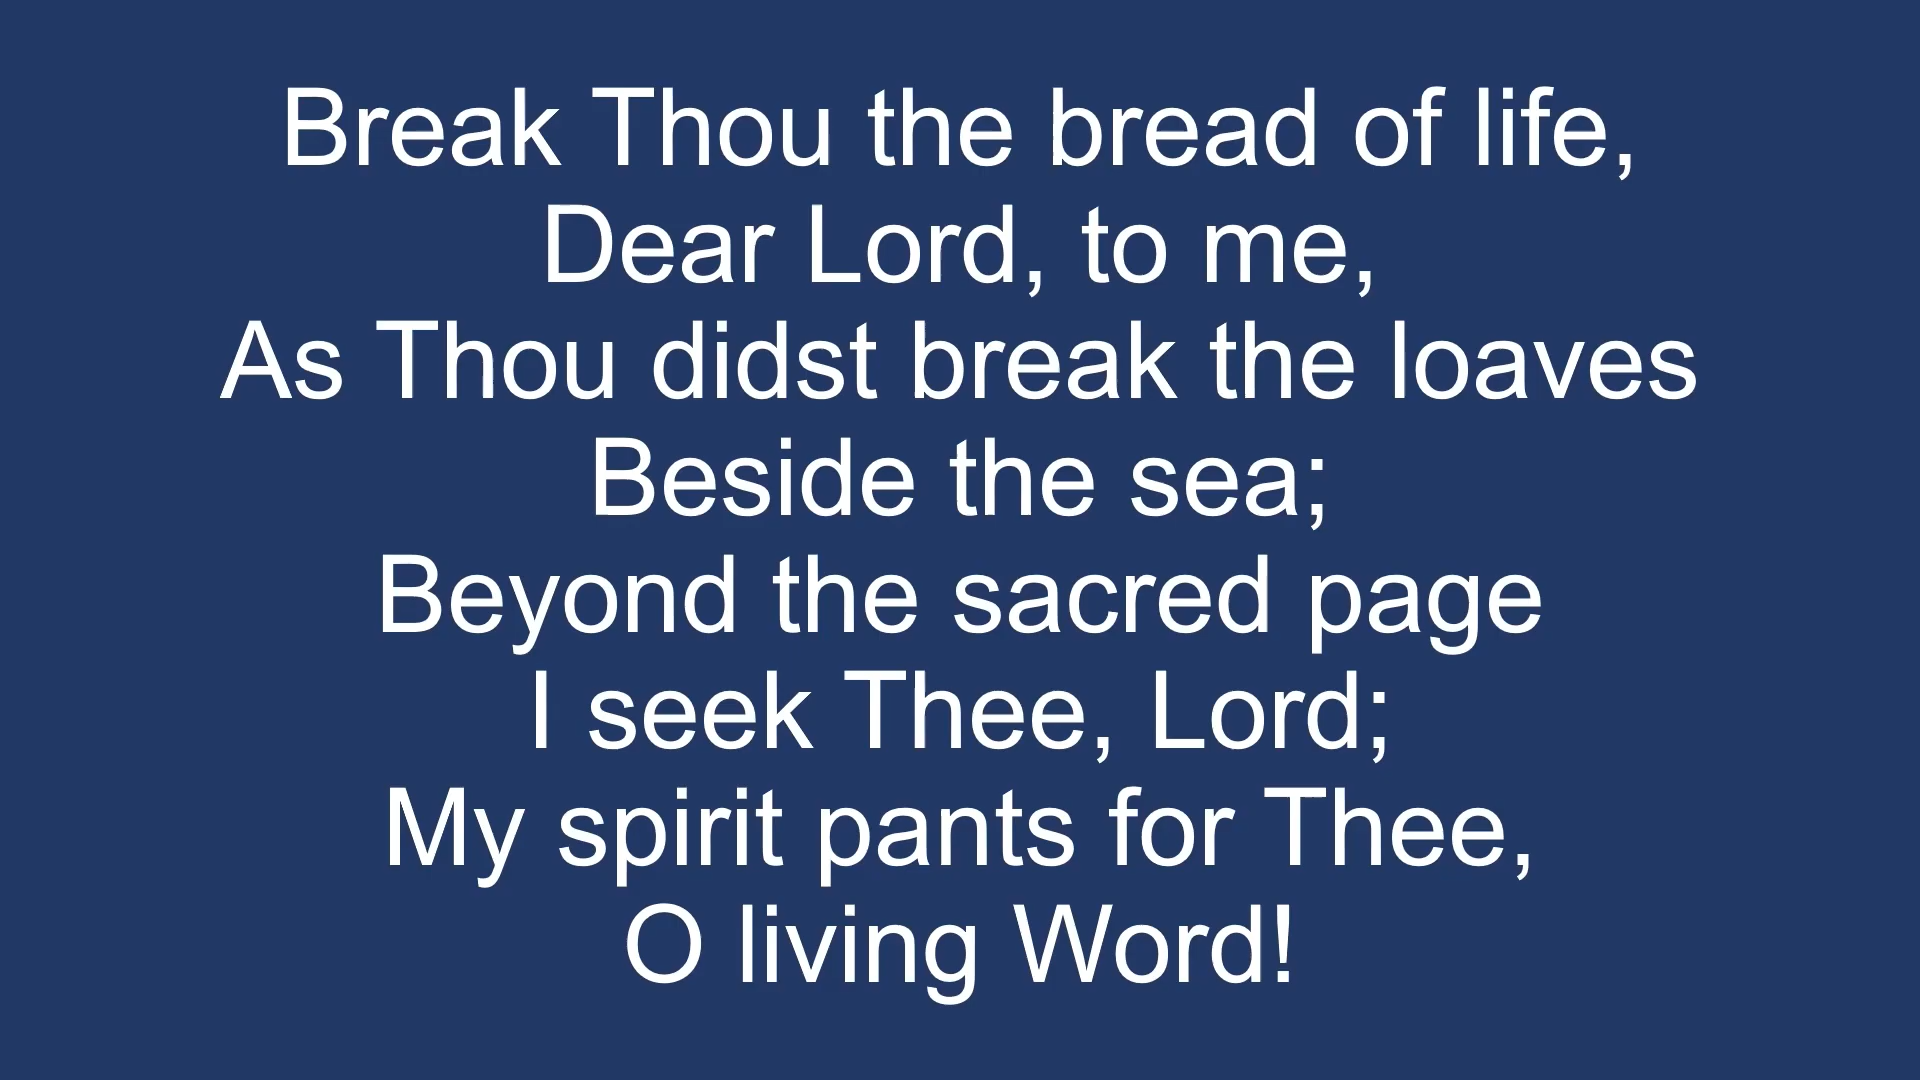 Break Thou the bread of life,
Dear Lord, to me,
As Thou didst break the loaves
Beside the sea;
Beyond the sacred page
I seek Thee, Lord;
My spirit pants for Thee,
O living Word!